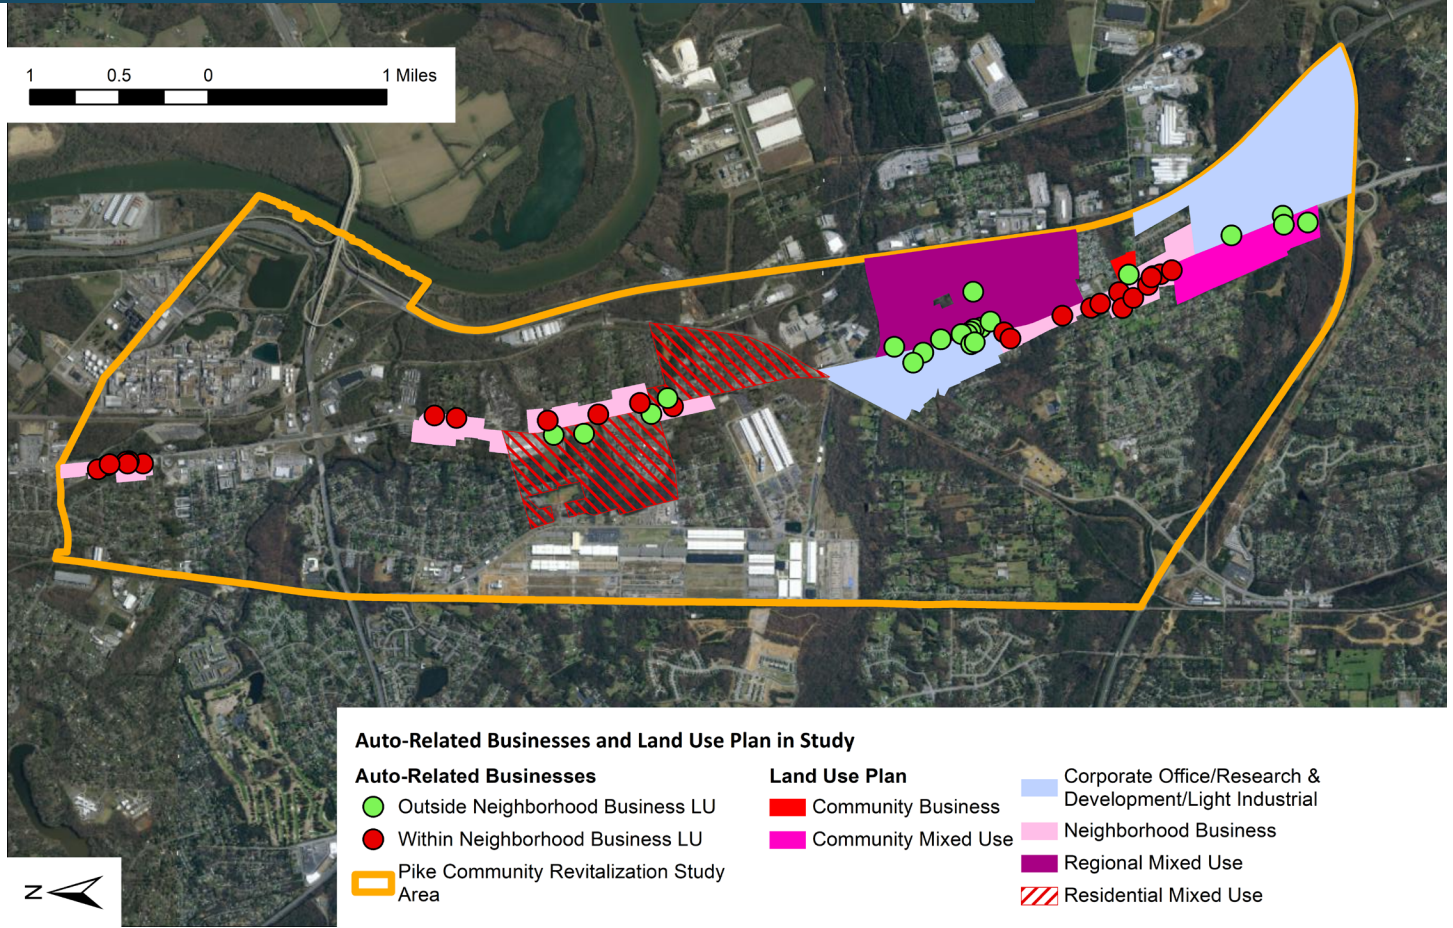 1 0.5 0 1 Miles
Auto-Related Businesses and Land Use Plan in Study
Auto-Related Businesses
Outside Neighborhood Business LU
Within Neighborhood Business LU
Pike Community Revitalization Study
Area
Land Use Plan
Community Business
Community Mixed Use
Corporate Office/Research &
Development/Light Industrial
Neighborhood Business
Regional Mixed Use
Residential Mixed Use
N